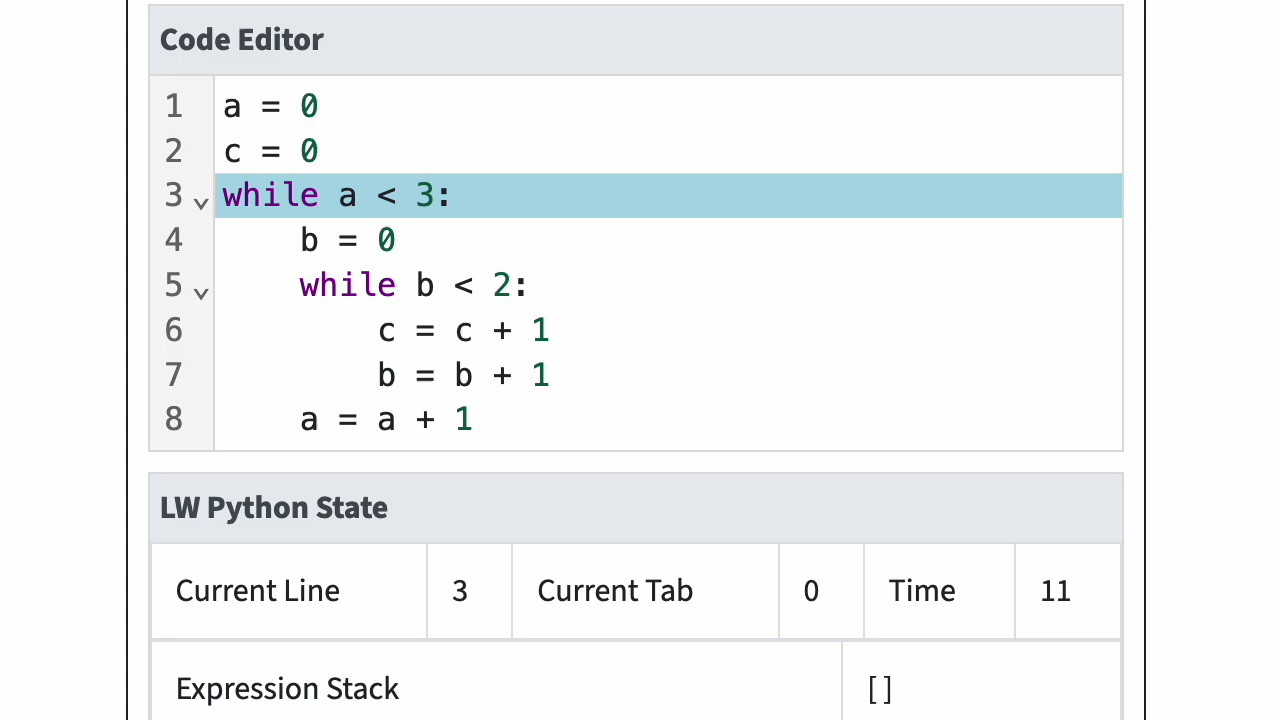 Code Editor
1 a = 0
2 c = 0
3 while a < 3:
4     b = 0
5     while b < 2:
6         c = c + 1
7         b = b + 1
8     a = a + 1
LW Python State
Current Line 3 Current Tab 0 Time 11
Expression Stack []